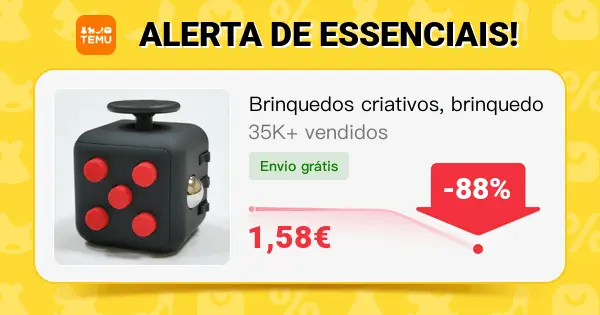 TEMU
ALERTA DE ESSENCIAIS!
Brinquedos criativos, brinquedo
35K+ vendidos
Envio grátis
-88%
1,58€